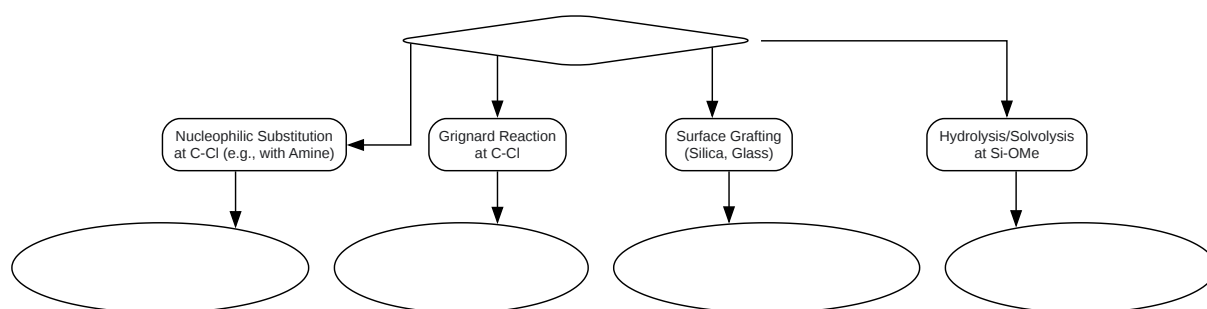 Nucleophilic Substitution
at C-Cl (e.g., with Amine)
Grignard Reaction
at C-Cl
Surface Grafting
(Silica, Glass)
Hydrolysis/Solvolysis
at Si-OMe